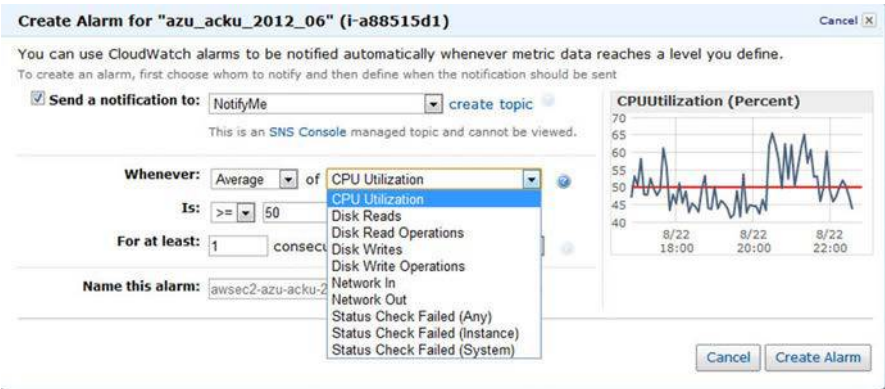 Create Alarm for "azu_acku_2012_06" (i-a88515d1)
Cancel X
You can use CloudWatch alarms to be notified automatically whenever metric data reaches a level you define.
To create an alarm, first choose whom to notify and then define when the notification should be sent
Send a notification to: NotifyMe create topic
This is an SNS Console managed topic and cannot be viewed.
Whenever: Average of CPU Utilization
CPU Utilization
Disk Reads
Disk Read Operations
Disk Writes
Disk Write Operations
Network In
Network Out
Status Check Failed (Any)
Status Check Failed (Instance)
Status Check Failed (System)
Is: >= 50
For at least: 1 consecu
Name this alarm: awsec2-azu-acku-2
CPUUtilization (Percent)
70
65
60
55
50
45
40
8/22 8/22 8/22
18:00 20:00 22:00
Cancel Create Alarm